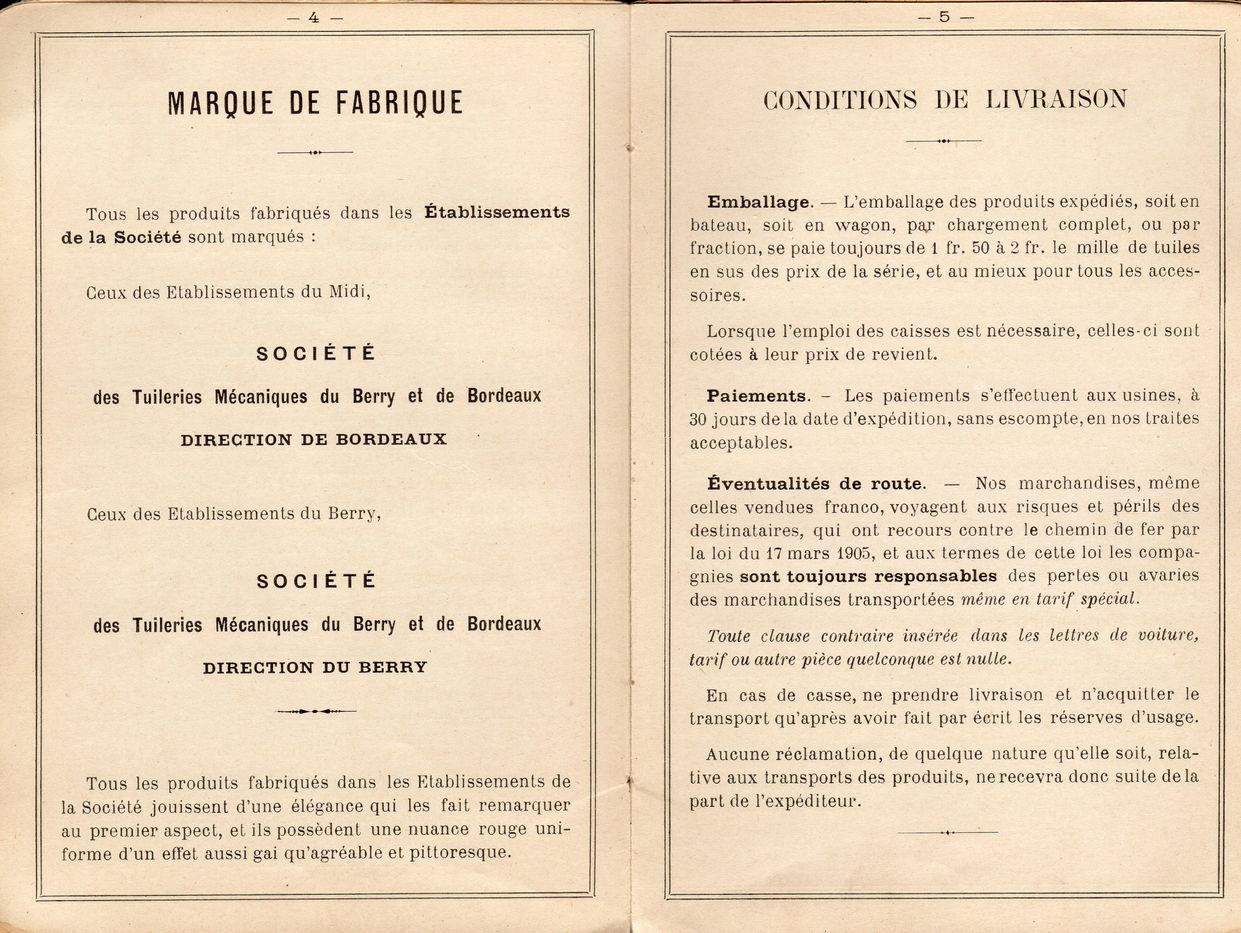 — 4 —
MARQUE DE FABRIQUE
Tous les produits fabriqués dans les Établissements
de la Société sont marqués :
Ceux des Etablissements du Midi,
SOCIÉTÉ
des Tuileries Mécaniques du Berry et de Bordeaux
DIRECTION DE BORDEAUX
Ceux des Etablissements du Berry,
SOCIÉTÉ
des Tuileries Mécaniques du Berry et de Bordeaux
DIRECTION DU BERRY
Tous les produits fabriqués dans les Etablissements de
la Société jouissent d'une élégance qui les fait remarquer
au premier aspect, et ils possèdent une nuance rouge uni-
forme d'un effet aussi gai qu'agréable et pittoresque.
— 5 —
CONDITIONS DE LIVRAISON
Emballage. — L'emballage des produits expédiés, soit en
bateau, soit en wagon, par chargement complet, ou par
fraction, se paie toujours de 1 fr. 50 à 2 fr. le mille de tuiles
en sus des prix de la série, et au mieux pour tous les acces-
soires.
Lorsque l'emploi des caisses est nécessaire, celles-ci sont
cotées à leur prix de revient.
Paiements. – Les paiements s'effectuent aux usines, à
30 jours de la date d'expédition, sans escompte, en nos traites
acceptables.
Éventualités de route. — Nos marchandises, même
celles vendues franco, voyagent aux risques et périls des
destinataires, qui ont recours contre le chemin de fer par
la loi du 17 mars 1905, et aux termes de cette loi les compa-
gnies sont toujours responsables des pertes ou avaries
des marchandises transportées même en tarif spécial.
Toute clause contraire insérée dans les lettres de voiture,
tarif ou autre pièce quelconque est nulle.
En cas de casse, ne prendre livraison et n'acquitter le
transport qu'après avoir fait par écrit les réserves d'usage.
Aucune réclamation, de quelque nature qu'elle soit, rela-
tive aux transports des produits, ne recevra donc suite de la
part de l'expéditeur.